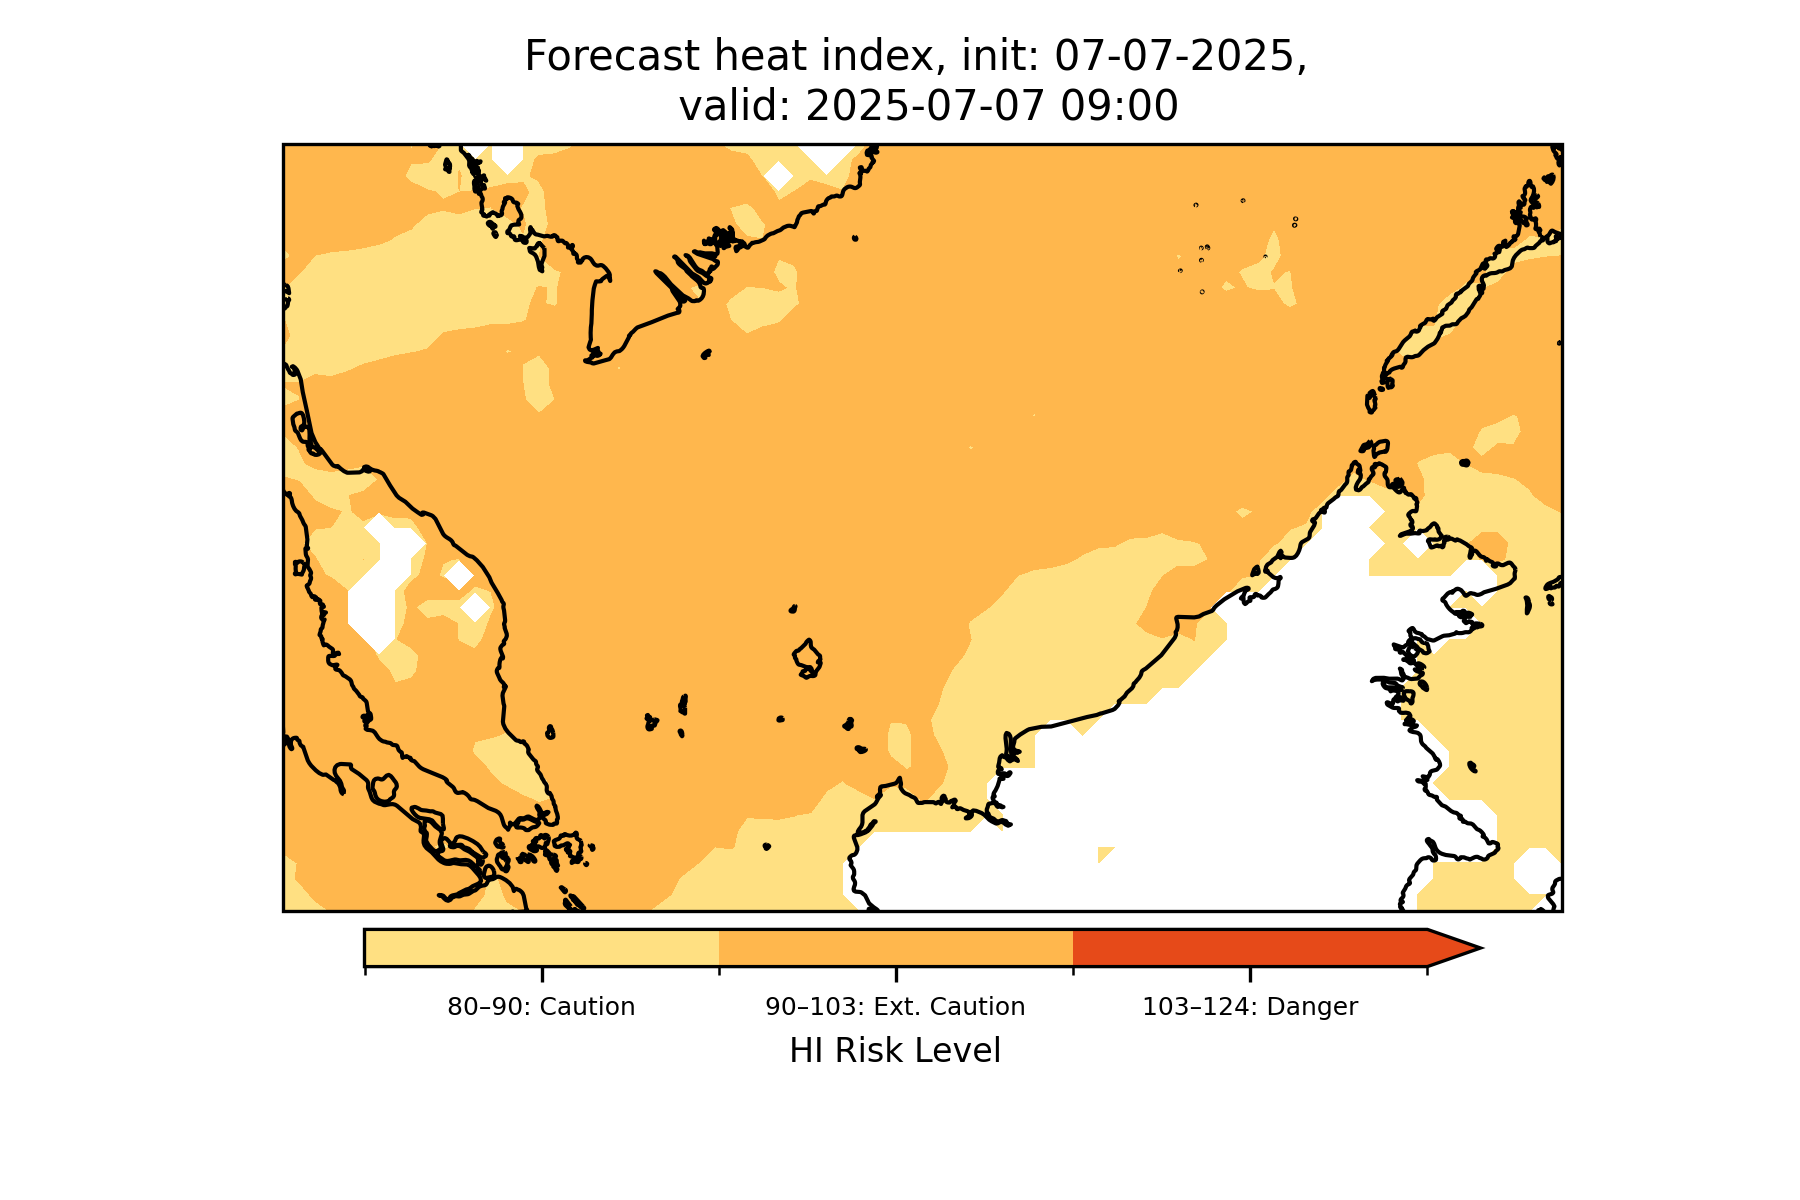 Forecast heat index, init: 07-07-2025,
valid: 2025-07-07 09:00
80–90: Caution
90–103: Ext. Caution
103–124: Danger
HI Risk Level